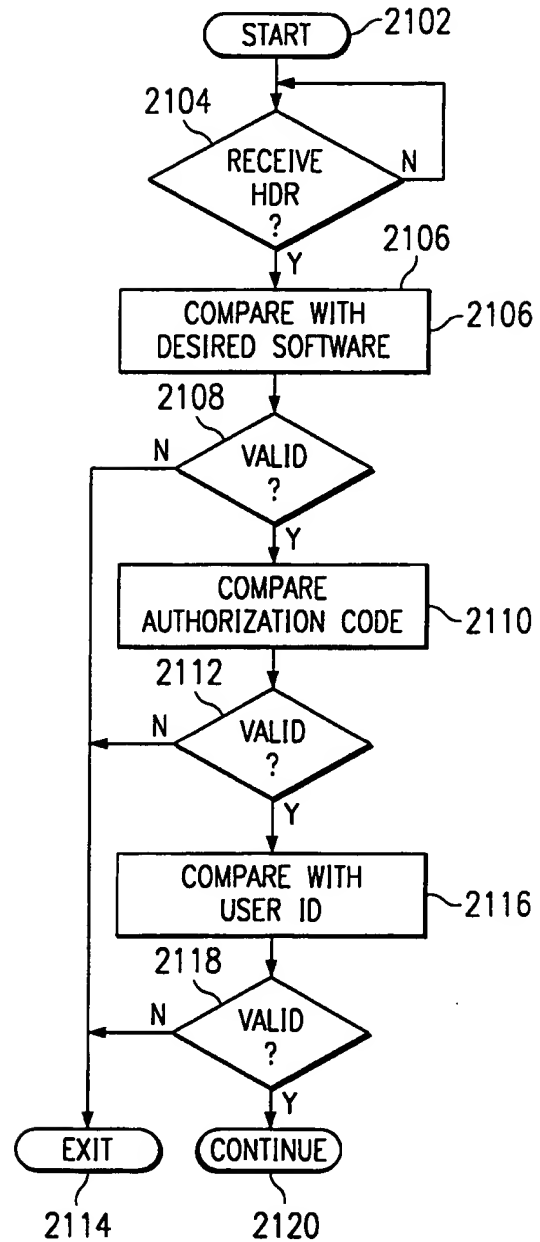 START
2102
2104
RECEIVE
HDR
?
N
Y
2106
COMPARE WITH
DESIRED SOFTWARE
2106
2108
N
VALID
?
Y
COMPARE
AUTHORIZATION CODE
2110
2112
N
VALID
?
Y
COMPARE WITH
USER ID
2116
2118
N
VALID
?
Y
EXIT
CONTINUE
2114
2120